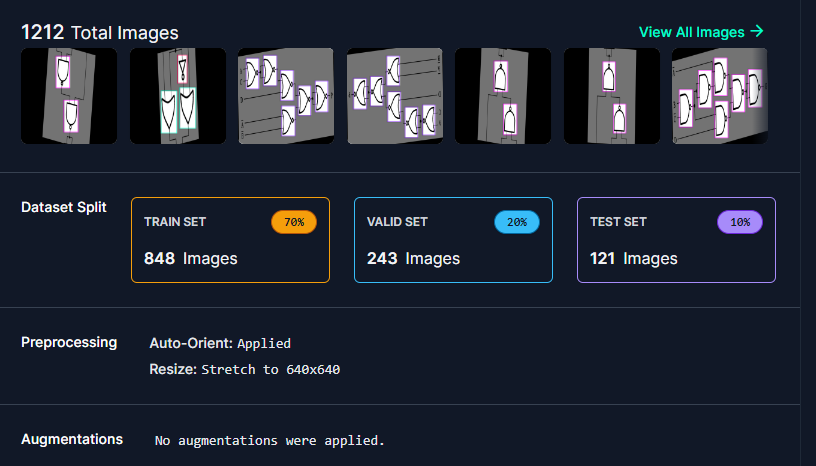 1212 Total Images
View All Images →
Dataset Split
TRAIN SET 70%
848 Images
VALID SET 20%
243 Images
TEST SET 10%
121 Images
Preprocessing
Auto-Orient: Applied
Resize: Stretch to 640x640
Augmentations
No augmentations were applied.